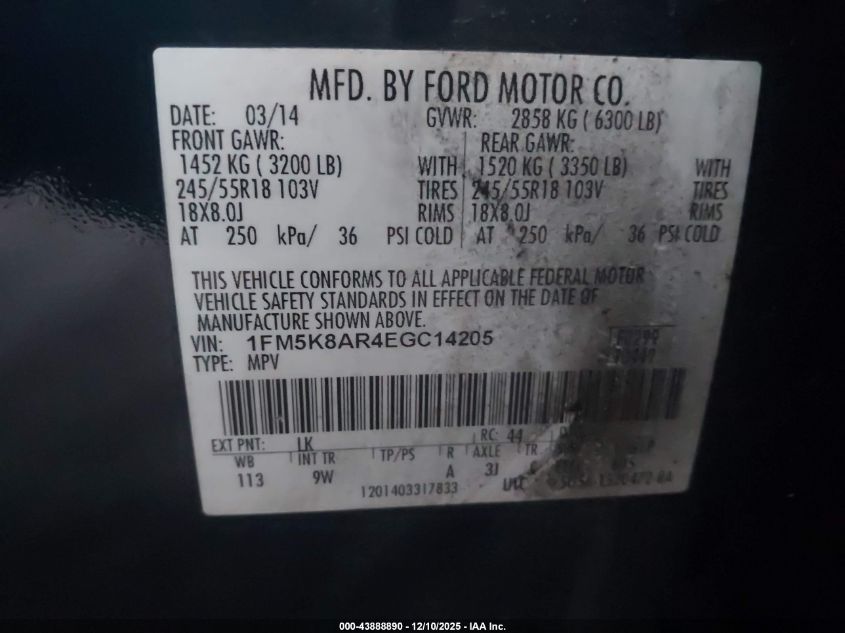 MFD. BY FORD MOTOR CO.
DATE: 03/14 GVWR: 2858 KG ( 6300 LB)
FRONT GAWR: REAR GAWR:
1452 KG ( 3200 LB) WITH 1520 KG ( 3350 LB) WITH
245/55R18 103V TIRES 245/55R18 103V TIRES
18X8.0J RIMS 18X8.0J RIMS
AT 250 kPa/ 36 PSI COLD AT 250 kPa/ 36 PSI COLD
THIS VEHICLE CONFORMS TO ALL APPLICABLE FEDERAL MOTOR
VEHICLE SAFETY STANDARDS IN EFFECT ON THE DATE OF
MANUFACTURE SHOWN ABOVE.
VIN: 1FM5K8AR4EGC14205
TYPE: MPV
EXT PNT: LK RC: 44
WB INT TR TP/PS R AXLE TR
113 9W A 3J
1201403317833 UTC
000-43888890 - 12/10/2025 - IAA Inc.